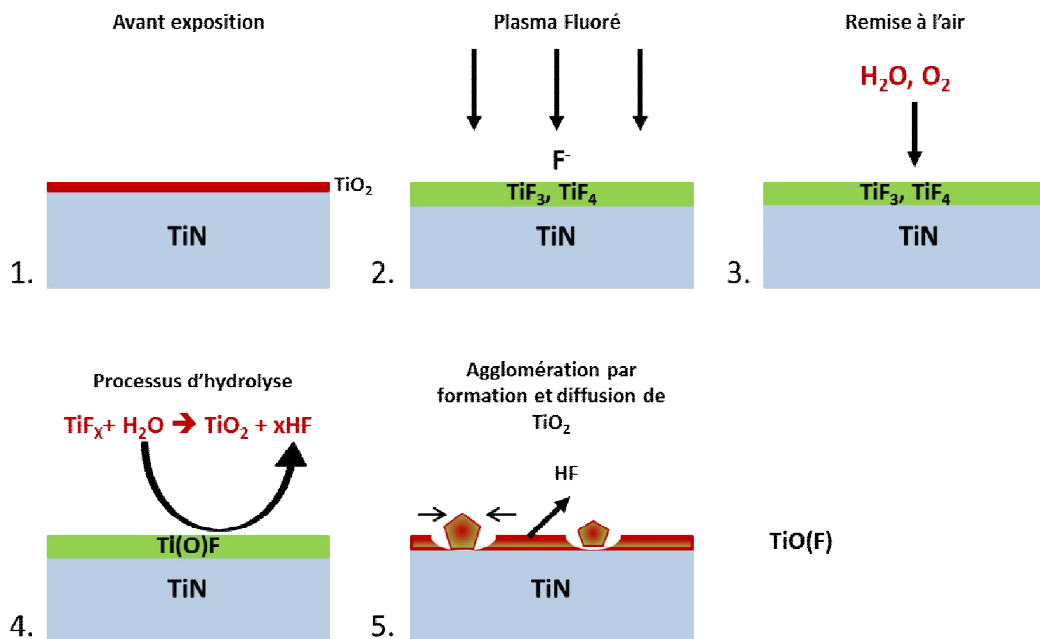 Avant exposition
TiO₂
TiN
1.
Plasma Fluoré
F⁻
TiF₃, TiF₄
TiN
2.
Remise à l'air
H₂O, O₂
TiF₃, TiF₄
TiN
3.
Processus d'hydrolyse
TiFₓ+ H₂O ➔ TiO₂ + xHF
Ti(O)F
TiN
4.
Agglomération par
formation et diffusion de
TiO₂
HF
TiN
5.
TiO(F)